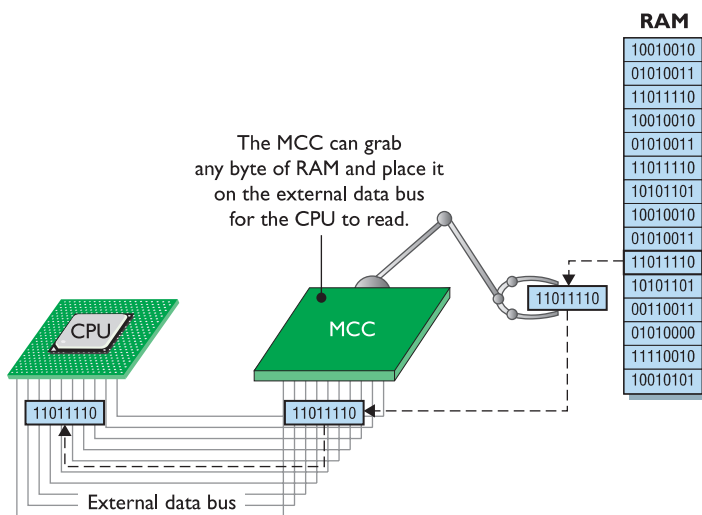 RAM
10010010
01010011
11011110
10010010
01010011
11011110
10101101
10010010
01010011
11011110
10101101
00110011
01010000
11110010
10010101
The MCC can grab
any byte of RAM and place it
on the external data bus
for the CPU to read.
11011110
CPU
MCC
11011110
11011110
External data bus